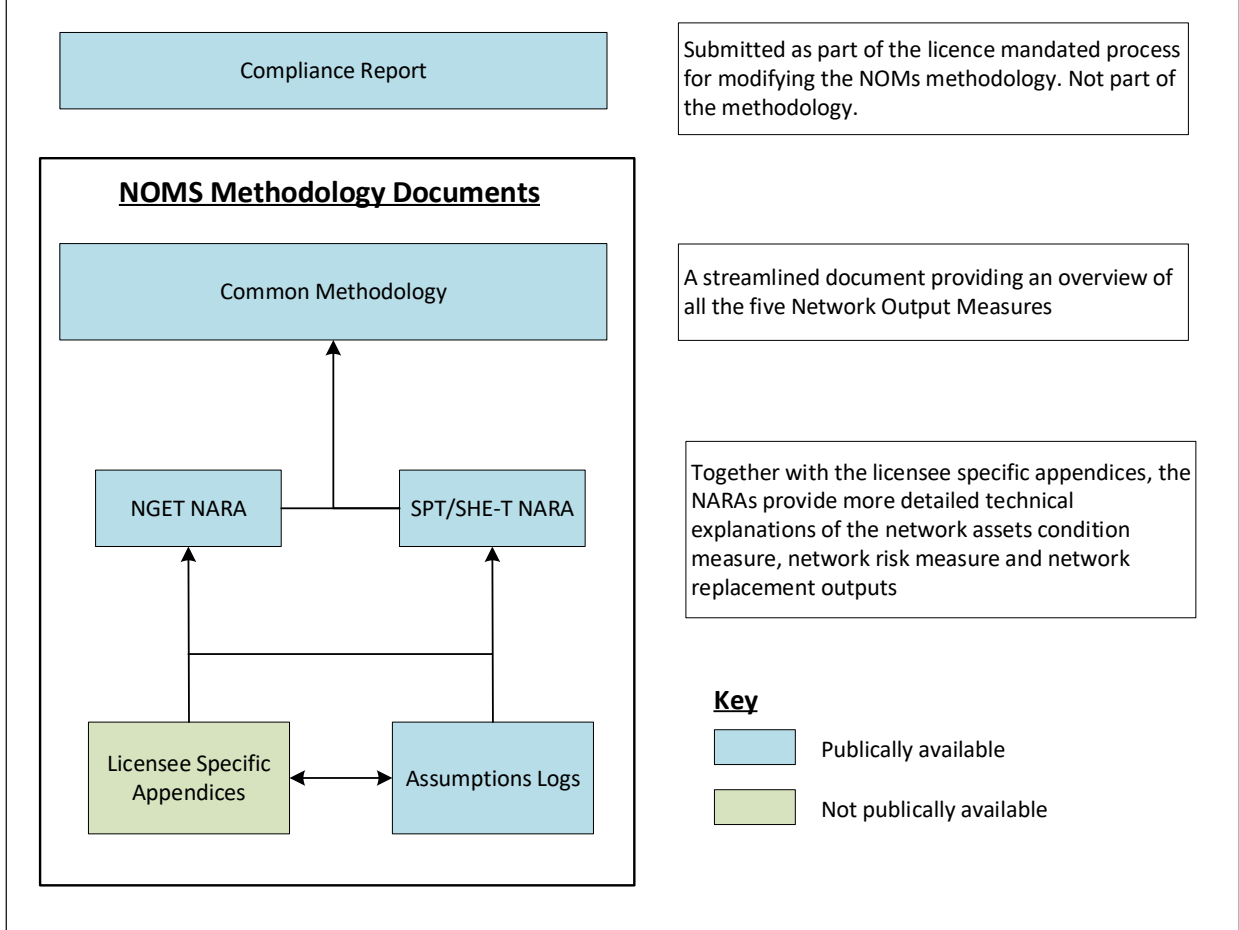 Compliance Report
Submitted as part of the licence mandated process
for modifying the NOMs methodology. Not part of
the methodology.
NOMS Methodology Documents
Common Methodology
A streamlined document providing an overview of
all the five Network Output Measures
NGET NARA
SPT/SHE-T NARA
Together with the licensee specific appendices, the
NARAs provide more detailed technical
explanations of the network assets condition
measure, network risk measure and network
replacement outputs
Licensee Specific
Appendices
Assumptions Logs
Key
Publically available
Not publically available